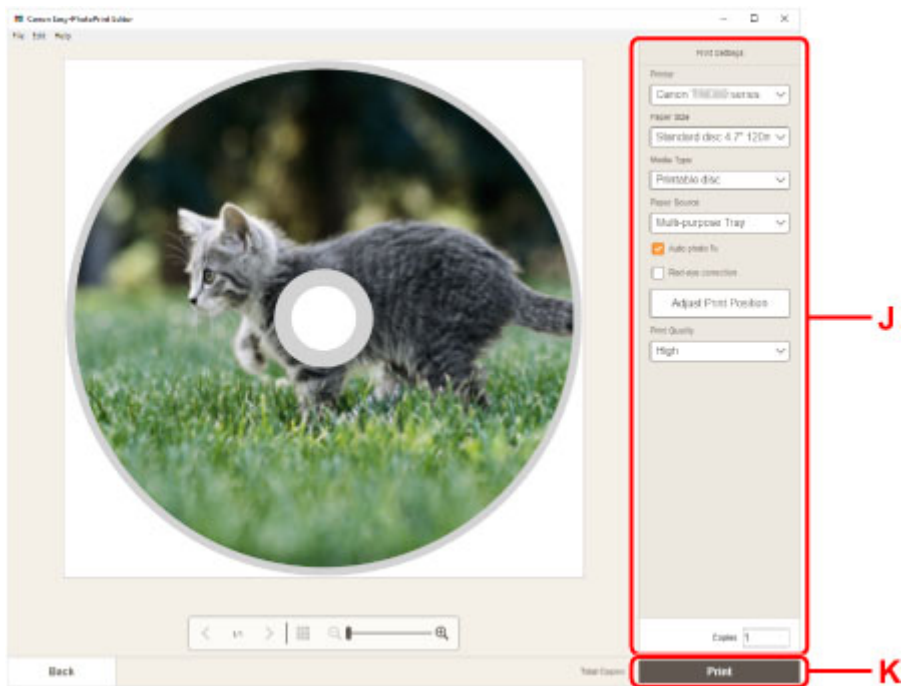 Canon Easy-PhotoPrint Editor
File Edit Help
Print Settings
Printer
Canon series
Paper Size
Standard disc 4.7" 120m
Media Type
Printable disc
Paper Source
Multi-purpose Tray
Auto photo fix
Red-eye correction
Adjust Print Position
Print Quality
High
J
1/1
Copies 1
Back
Total Copies:
Print
K